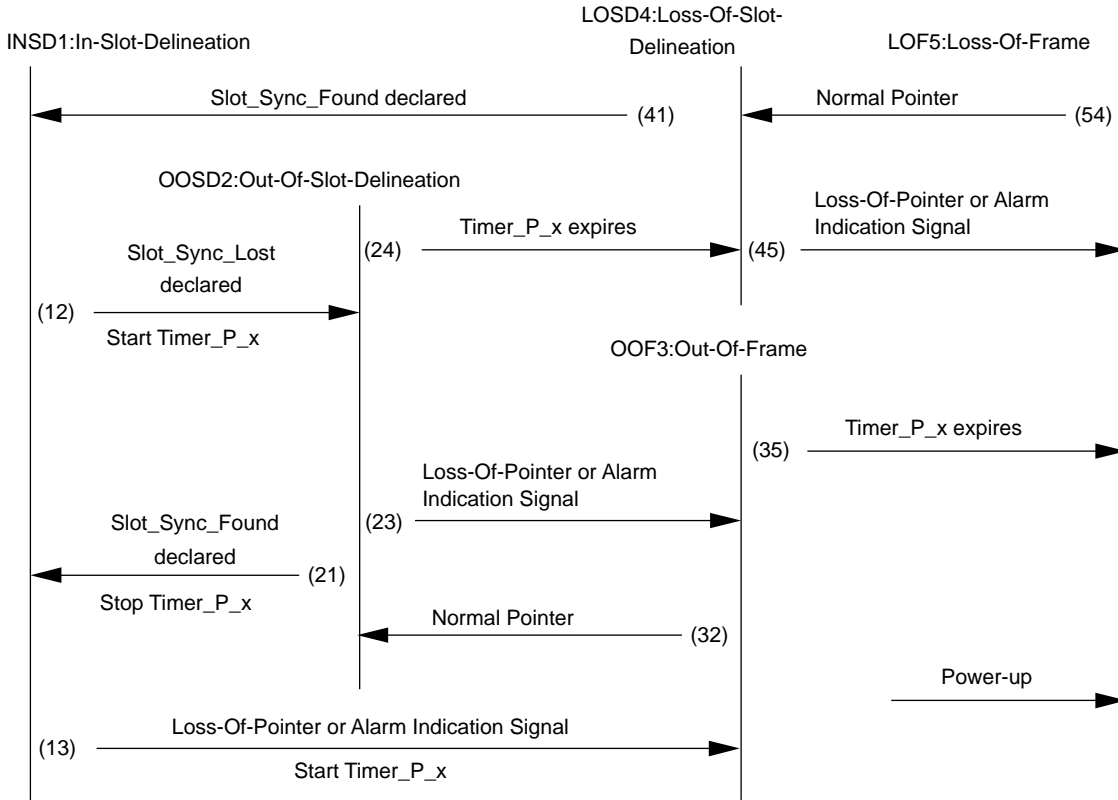 LOSD4:Loss-Of-Slot-
Delineation
INSD1:In-Slot-Delineation
LOF5:Loss-Of-Frame
Slot_Sync_Found declared
(41)
Normal Pointer
(54)
OOSD2:Out-Of-Slot-Delineation
Slot_Sync_Lost
declared
(12)
Start Timer_P_x
(24)
Timer_P_x expires
(45)
Loss-Of-Pointer or Alarm
Indication Signal
OOF3:Out-Of-Frame
(35)
Timer_P_x expires
Loss-Of-Pointer or Alarm
Indication Signal
(23)
Slot_Sync_Found
declared
(21)
Stop Timer_P_x
Normal Pointer
(32)
Power-up
Loss-Of-Pointer or Alarm Indication Signal
(13)
Start Timer_P_x